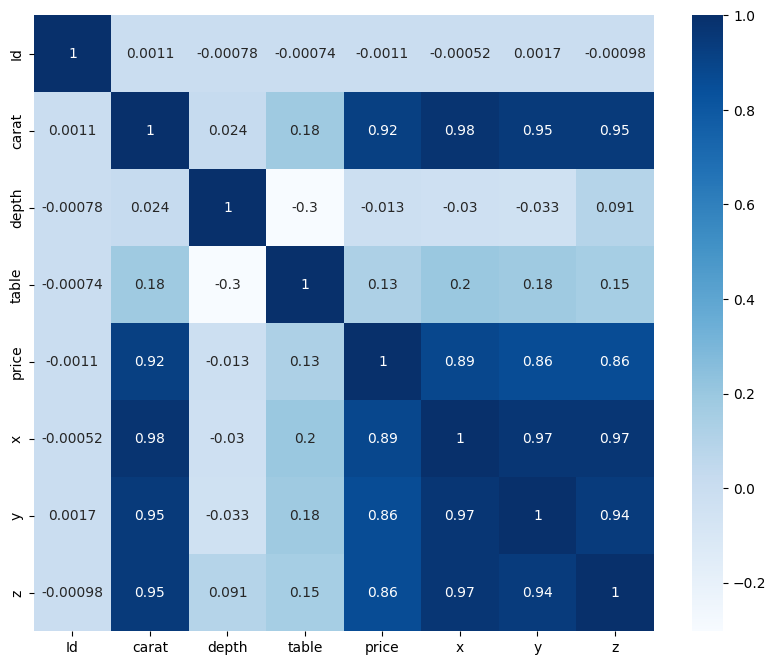 1.0
Id 1 0.0011 -0.00078 -0.00074 -0.0011 -0.00052 0.0017 -0.00098
0.8
carat 0.0011 1 0.024 0.18 0.92 0.98 0.95 0.95
depth -0.00078 0.024 1 -0.3 -0.013 -0.03 -0.033 0.091
0.6
table -0.00074 0.18 -0.3 1 0.13 0.2 0.18 0.15
0.4
price -0.0011 0.92 -0.013 0.13 1 0.89 0.86 0.86
0.2
x -0.00052 0.98 -0.03 0.2 0.89 1 0.97 0.97
0.0
y 0.0017 0.95 -0.033 0.18 0.86 0.97 1 0.94
−0.2
z -0.00098 0.95 0.091 0.15 0.86 0.97 0.94 1
Id carat depth table price x y z